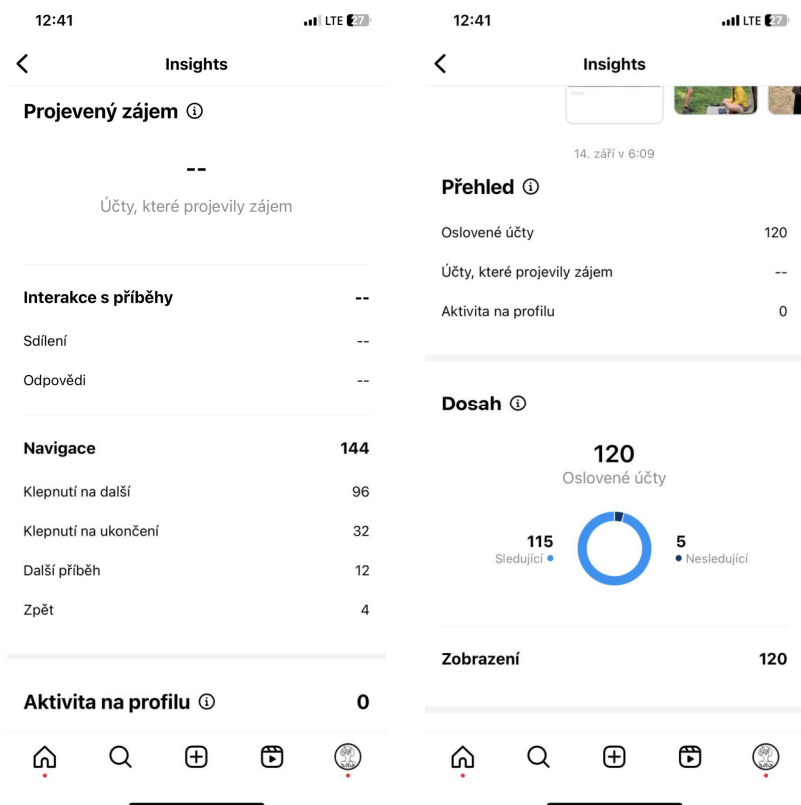 12:41
LTE 27
Insights
Projevený zájem
--
Účty, které projevily zájem
Interakce s příběhy --
Sdílení --
Odpovědi --
Navigace 144
Klepnutí na další 96
Klepnutí na ukončení 32
Další příběh 12
Zpět 4
Aktivita na profilu 0
12:41
LTE 27
Insights
14. září v 6:09
Přehled
Oslovené účty 120
Účty, které projevily zájem --
Aktivita na profilu 0
Dosah
120
Oslovené účty
115
Sledující
5
Nesledující
Zobrazení 120